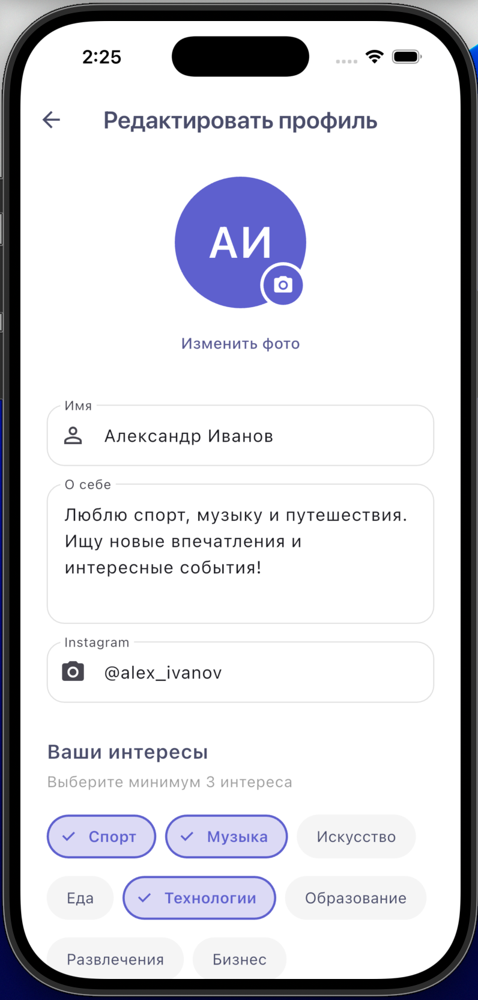 2:25
Редактировать профиль
АИ
Изменить фото
Имя
Александр Иванов
О себе
Люблю спорт, музыку и путешествия.
Ищу новые впечатления и
интересные события!
Instagram
@alex_ivanov
Ваши интересы
Выберите минимум 3 интереса
Спорт Музыка Искусство
Еда Технологии Образование
Развлечения Бизнес